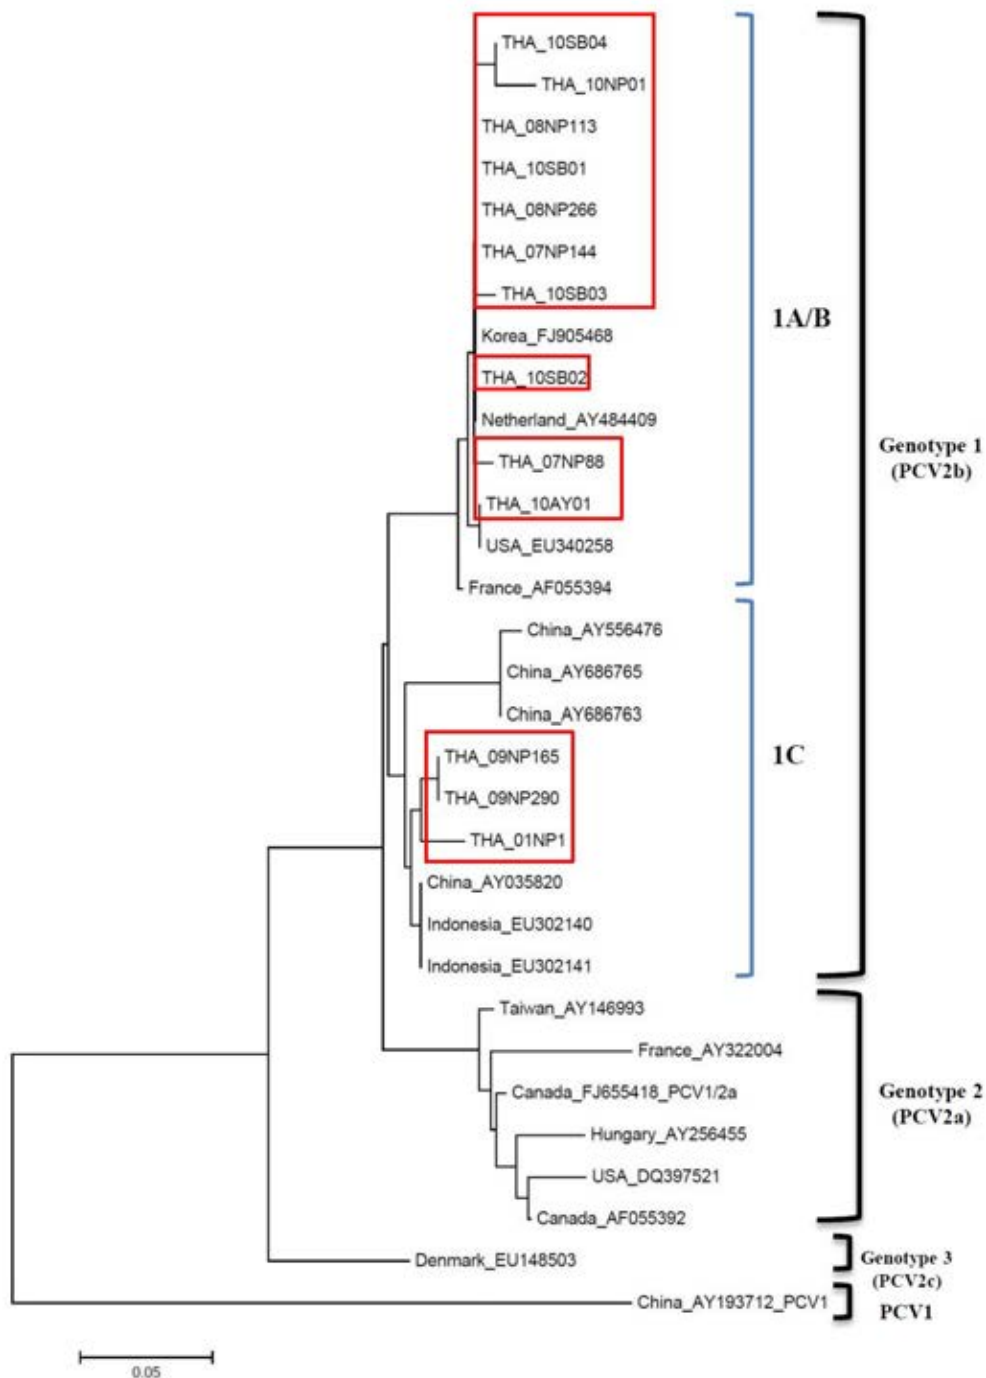 THA_10SB04
THA_10NP01
THA_08NP113
THA_10SB01
THA_08NP266
THA_07NP144
THA_10SB03
1A/B
Korea_FJ905468
THA_10SB02
Netherland_AY484409
Genotype 1
(PCV2b)
THA_07NP88
THA_10AY01
USA_EU340258
France_AF055394
China_AY556476
China_AY686765
China_AY686763
1C
THA_09NP165
THA_09NP290
THA_01NP1
China_AY035820
Indonesia_EU302140
Indonesia_EU302141
Taiwan_AY146993
France_AY322004
Canada_FJ655418_PCV1/2a
Genotype 2
(PCV2a)
Hungary_AY256455
USA_DQ397521
Canada_AF055392
Denmark_EU148503
Genotype 3
(PCV2c)
China_AY193712_PCV1
PCV1
0.05